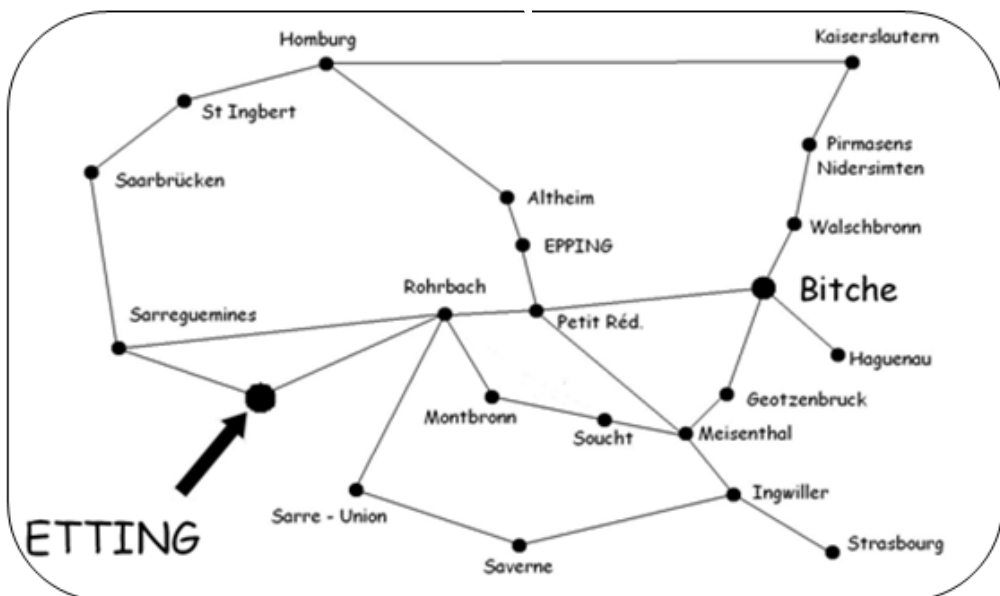 Homburg
Kaiserslautern
St Ingbert
Pirmasens
Nidersimten
Saarbrücken
Altheim
Walschbronn
EPPING
Rohrbach
Bitche
Sarreguemines
Petit Réd.
Haguenau
Geotzenbruck
Montbronn
Soucht
Meisenthal
Ingwiller
Sarre - Union
ETTING
Strasbourg
Saverne